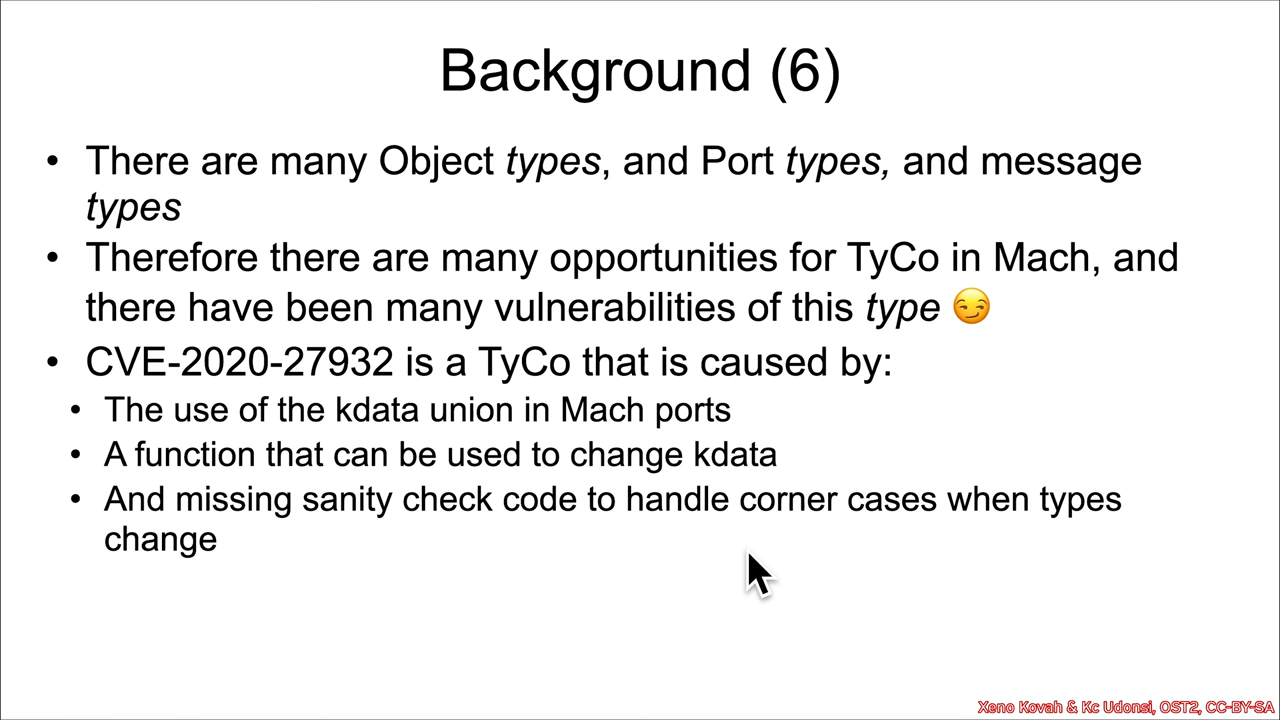 Background (6)
• There are many Object types, and Port types, and message
types
• Therefore there are many opportunities for TyCo in Mach, and
there have been many vulnerabilities of this type 😏
• CVE-2020-27932 is a TyCo that is caused by:
• The use of the kdata union in Mach ports
• A function that can be used to change kdata
• And missing sanity check code to handle corner cases when types
change
Xeno Kovah & Kc Udonsi, OST2, CC-BY-SA